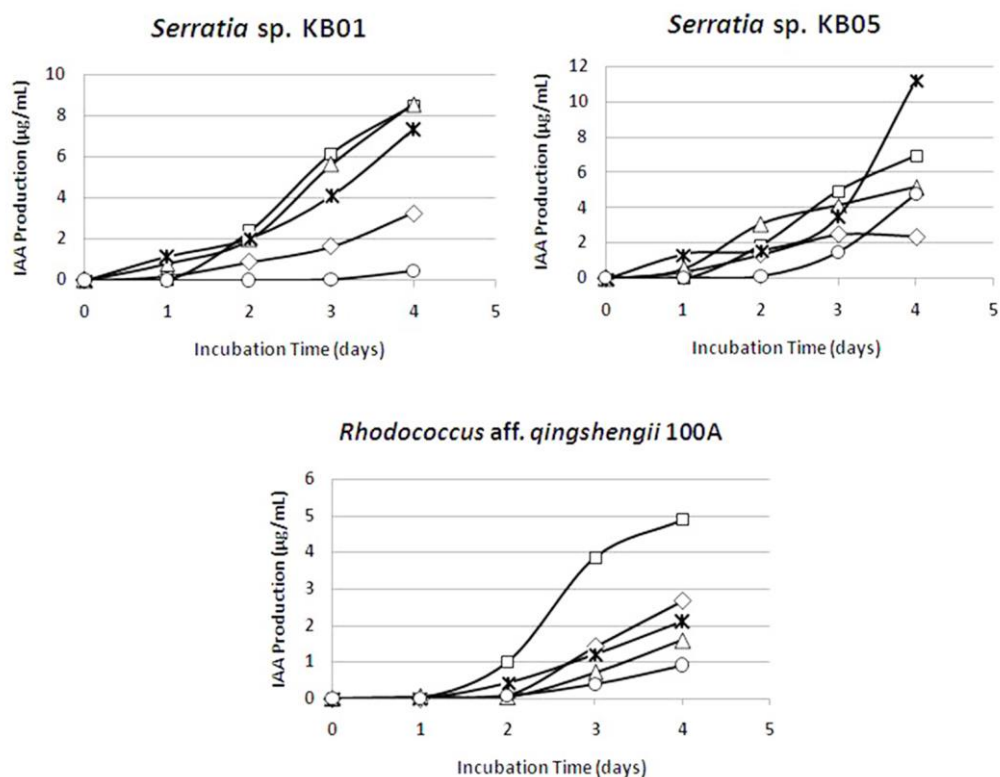 Serratia sp. KB01
IAA Production (µg/mL)
10
8
6
4
2
0
0 1 2 3 4 5
Incubation Time (days)
Serratia sp. KB05
IAA Production (µg/mL)
12
10
8
6
4
2
0
0 1 2 3 4 5
Incubation Time (days)
Rhodococcus aff. qingshengii 100A
IAA Production (µg/mL)
6
5
4
3
2
1
0
0 1 2 3 4 5
Incubation Time (days)